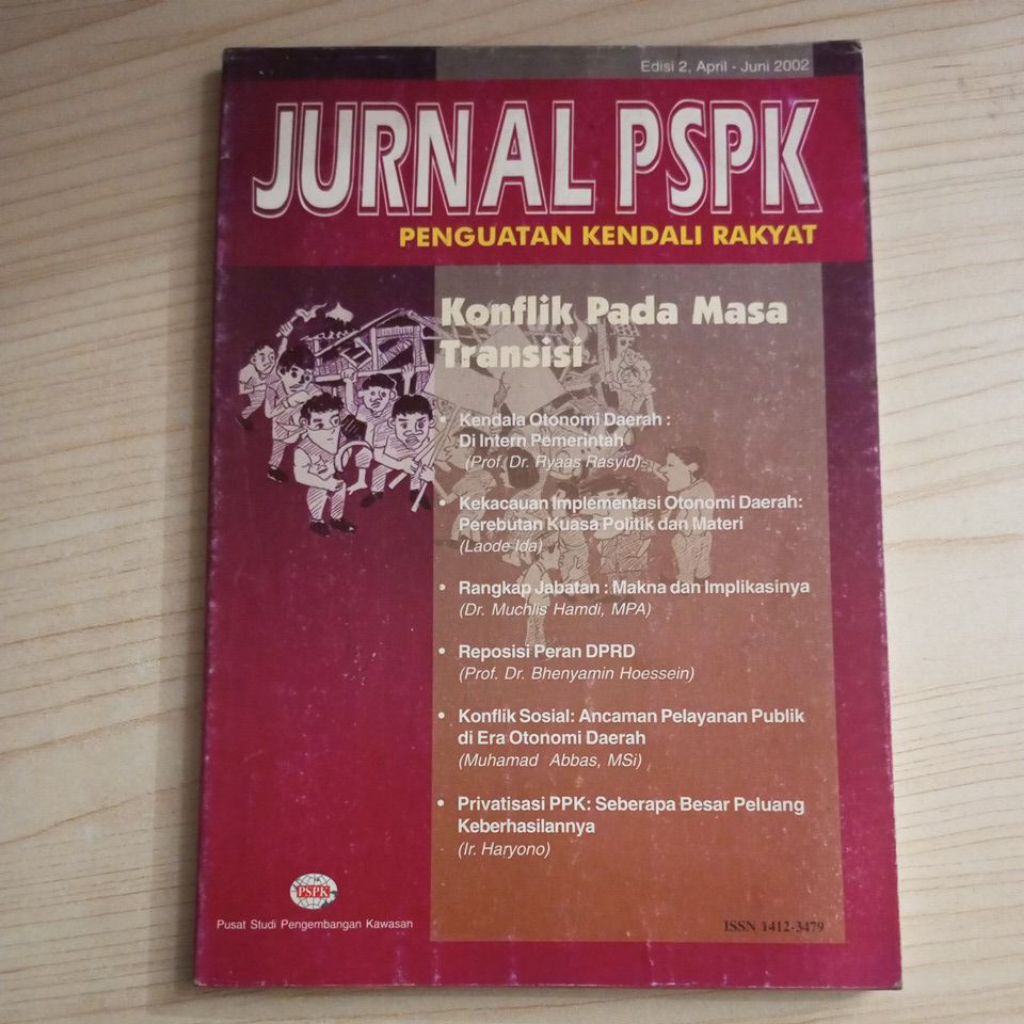 Edisi 2, April - Juni 2002
JURNAL PSPK
PENGUATAN KENDALI RAKYAT
Konflik Pada Masa
Transisi
• Kendala Otonomi Daerah :
Di Intern Pemerintah
(Prof. Dr. Ryaas Rasyid)
• Kekacauan Implementasi Otonomi Daerah:
Perebutan Kuasa Politik dan Materi
(Laode Ida)
• Rangkap Jabatan : Makna dan Implikasinya
(Dr. Muchlis Hamdi, MPA)
• Reposisi Peran DPRD
(Prof. Dr. Bhenyamin Hoessein)
• Konflik Sosial: Ancaman Pelayanan Publik
di Era Otonomi Daerah
(Muhamad Abbas, MSi)
• Privatisasi PPK: Seberapa Besar Peluang
Keberhasilannya
(Ir. Haryono)
PSPK
Pusat Studi Pengembangan Kawasan
ISSN 1412-3479